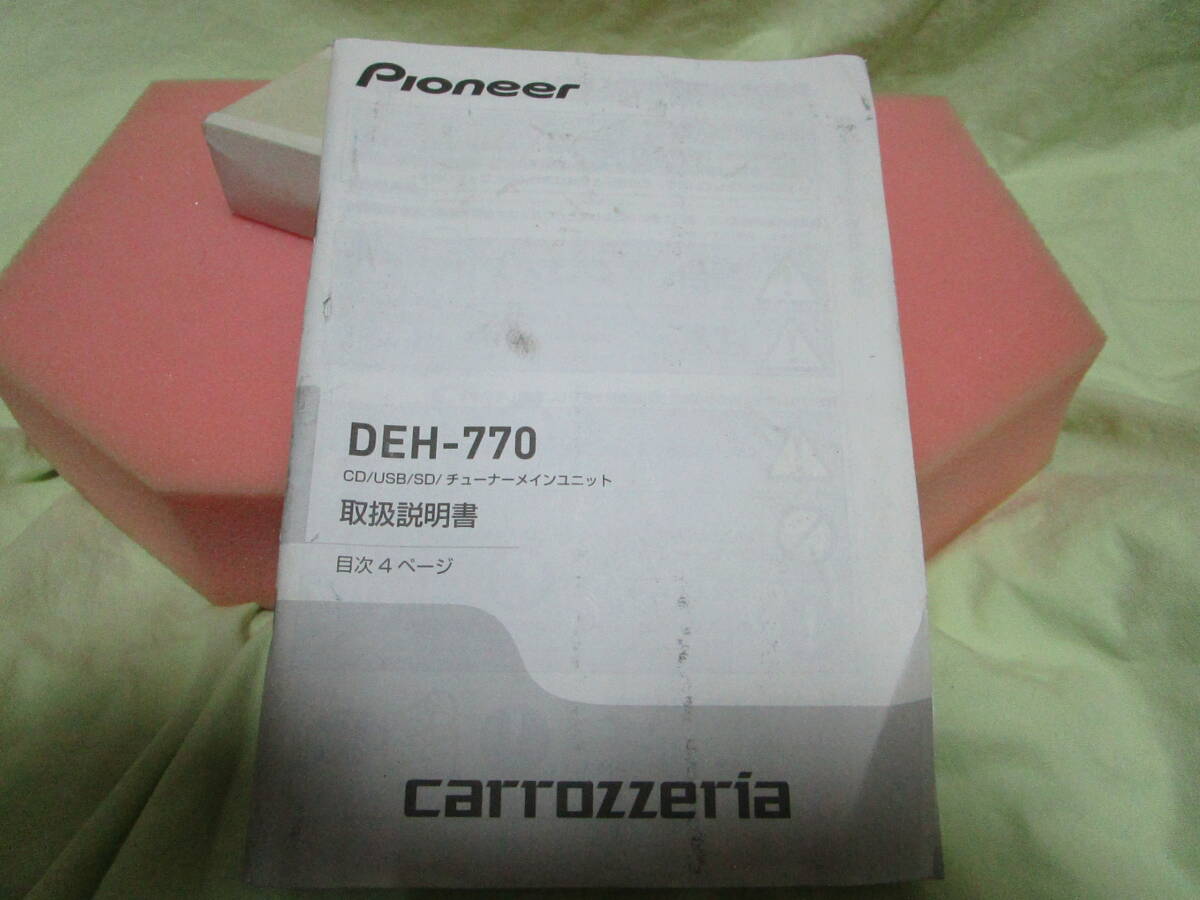 Pioneer
DEH-770
CD/USB/SD/チューナーメインユニット
取扱説明書
目次 4 ページ
carrozzeria